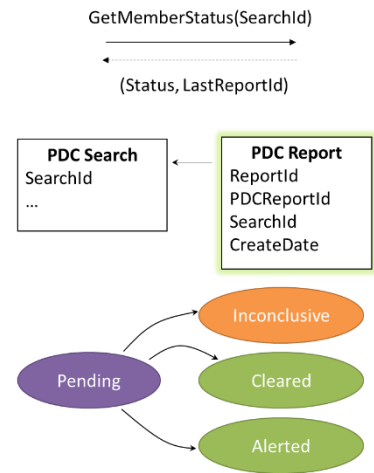 GetMemberStatus(SearchId)
(Status, LastReportId)
PDC Search
SearchId
...
PDC Report
ReportId
PDCReportId
SearchId
CreateDate
Inconclusive
Pending
Cleared
Alerted